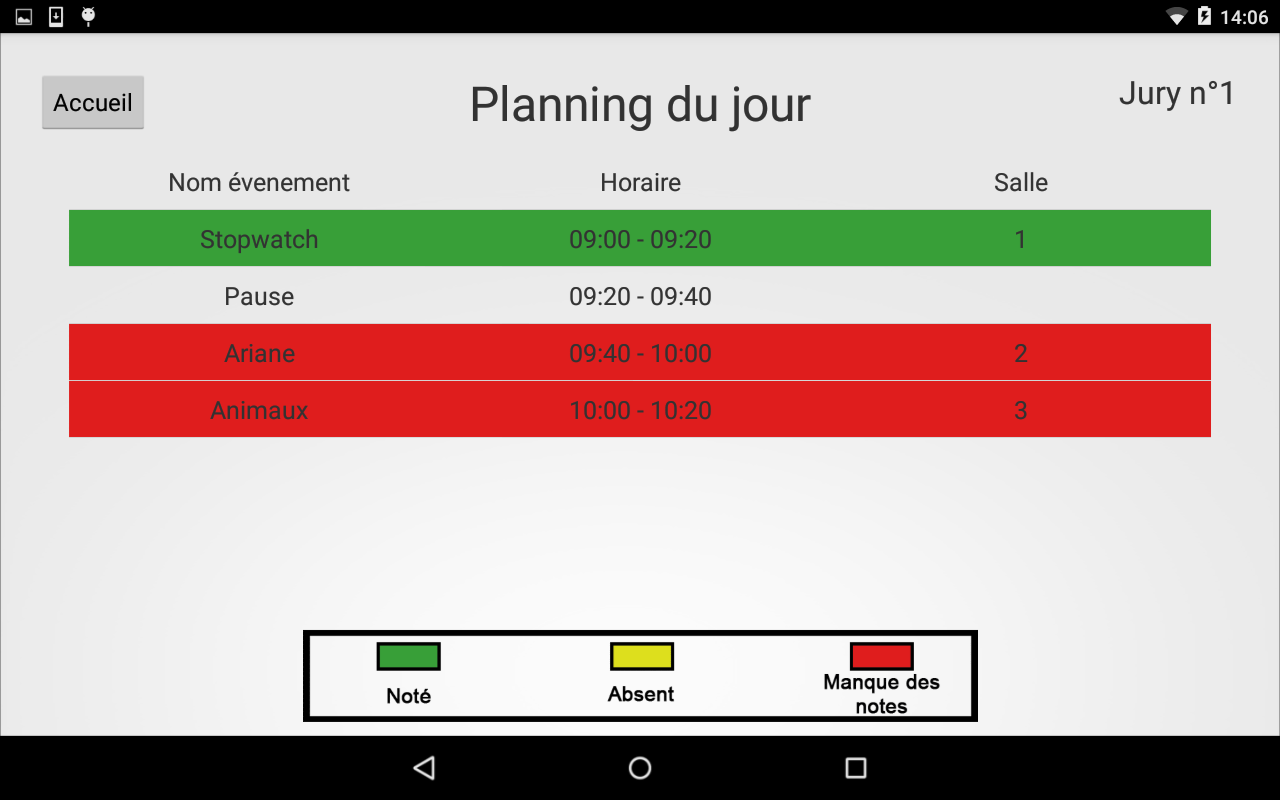 14:06
Accueil
Planning du jour
Jury n°1
Nom évenement Horaire Salle
Stopwatch 09:00 - 09:20 1
Pause 09:20 - 09:40
Ariane 09:40 - 10:00 2
Animaux 10:00 - 10:20 3
Noté
Absent
Manque des
notes